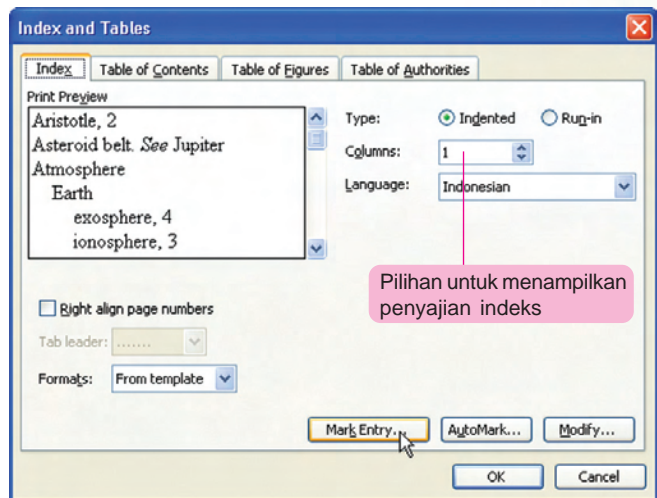 Index and Tables
Index Table of Contents Table of Figures Table of Authorities
Print Preview
Aristotle, 2
Asteroid belt. See Jupiter
Atmosphere
Earth
exosphere, 4
ionosphere, 3
Type: Indented Run-in
Columns: 1
Language: Indonesian
Pilihan untuk menampilkan
penyajian indeks
Right align page numbers
Tab leader: .......
Formats: From template
Mark Entry... AutoMark... Modify...
OK Cancel